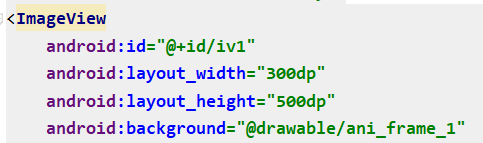 <ImageView
android:id="@+id/iv1"
android:layout_width="300dp"
android:layout_height="500dp"
android:background="@drawable/ani_frame_1"